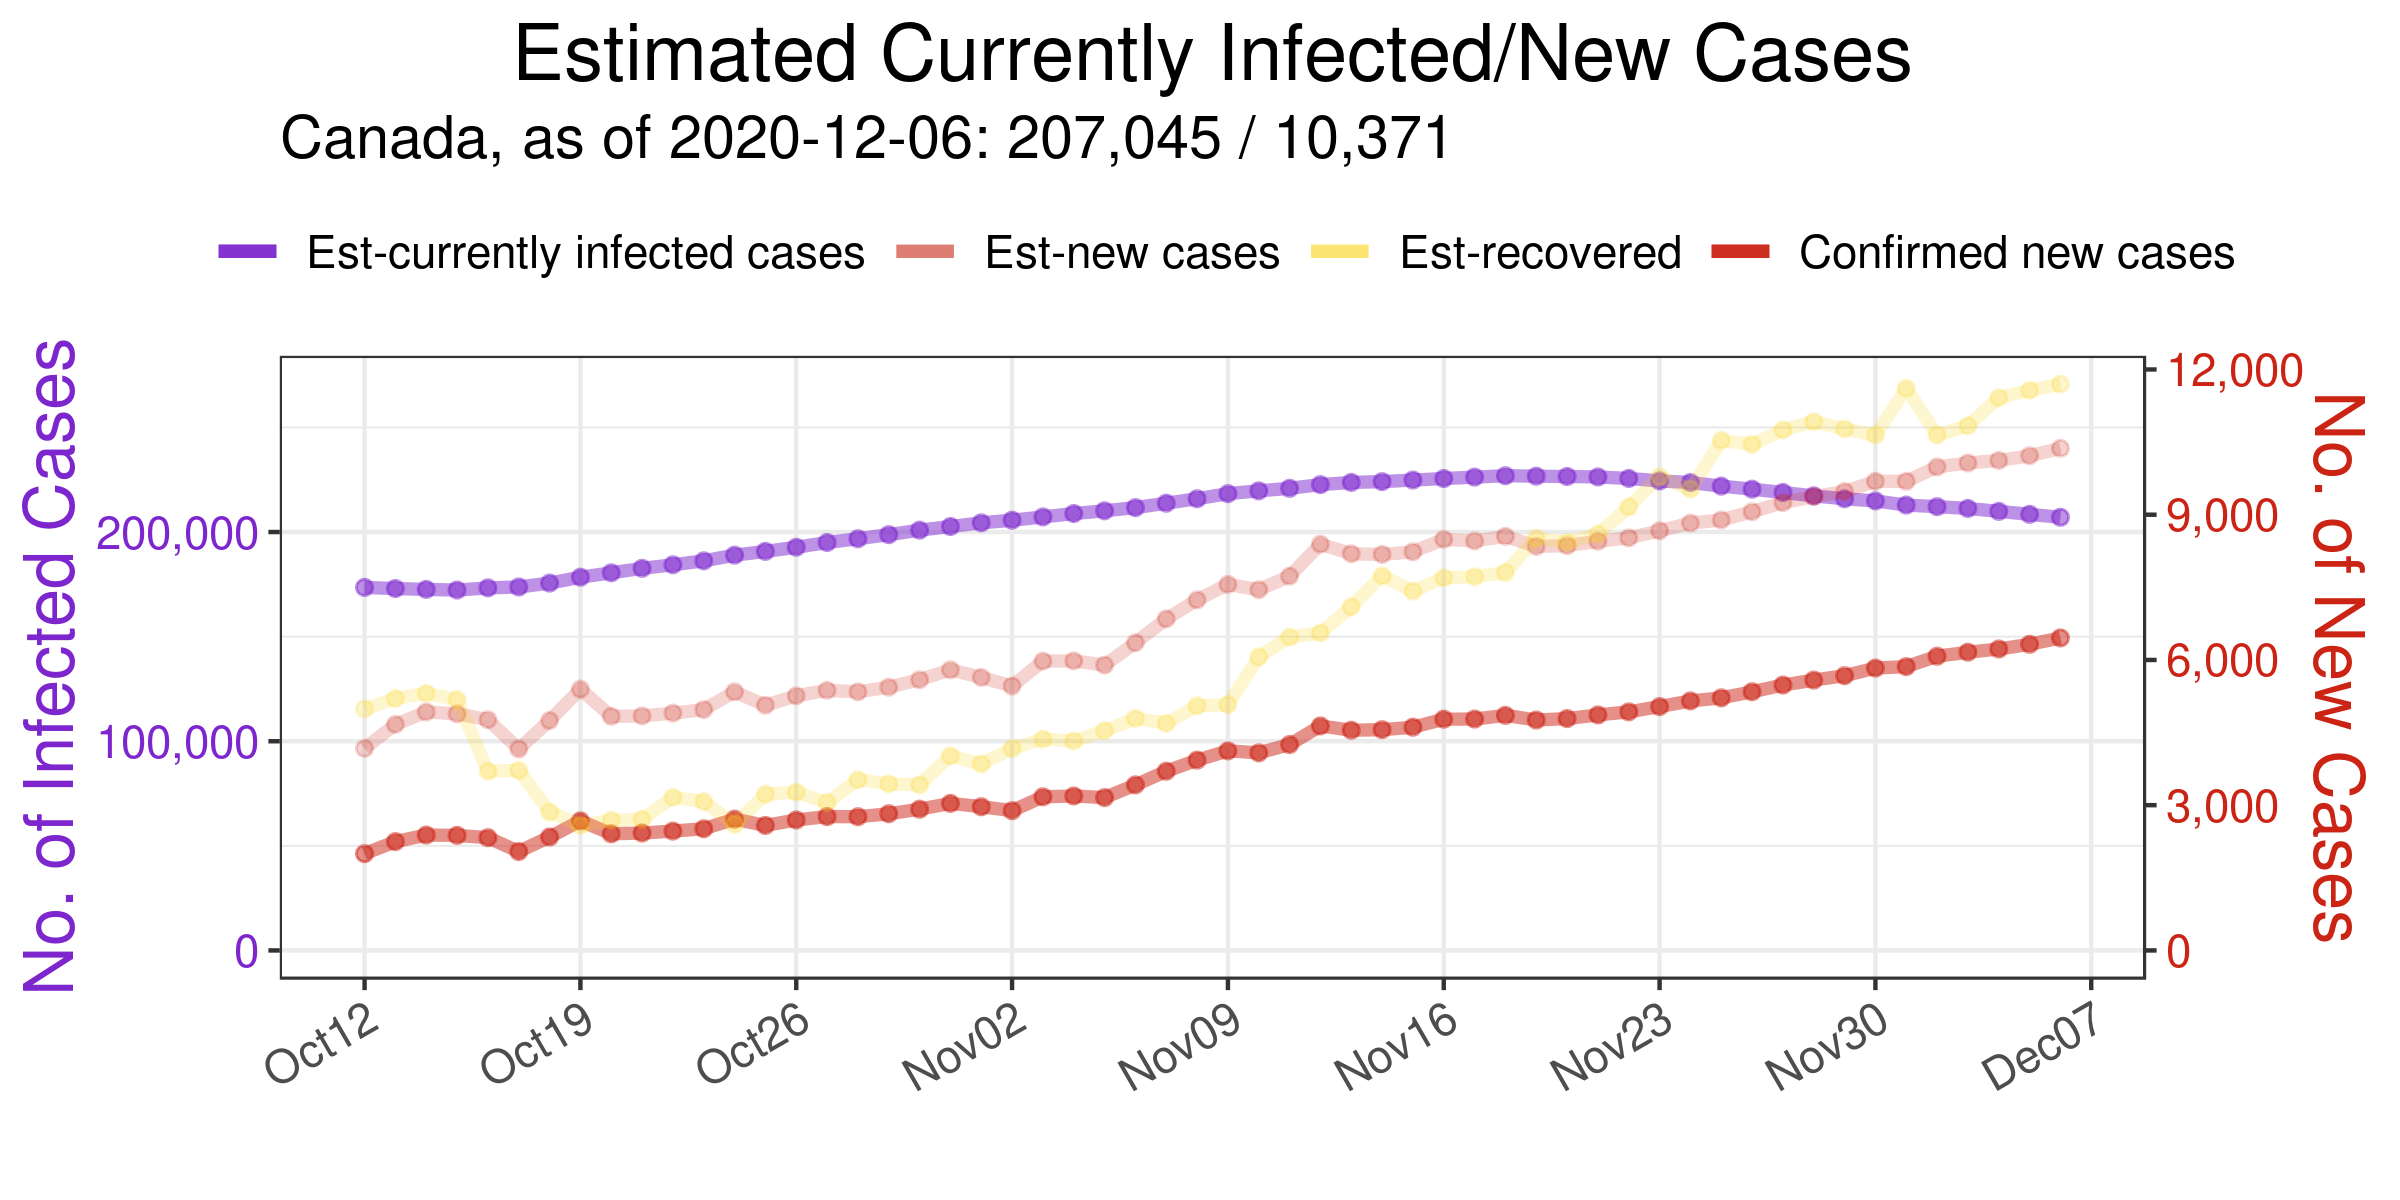 Estimated Currently Infected/New Cases
Canada, as of 2020-12-06: 207,045 / 10,371
Est-currently infected cases
Est-new cases
Est-recovered
Confirmed new cases
No. of Infected Cases
200,000
100,000
0
12,000
9,000
6,000
3,000
0
No. of New Cases
Oct12
Oct19
Oct26
Nov02
Nov09
Nov16
Nov23
Nov30
Dec07